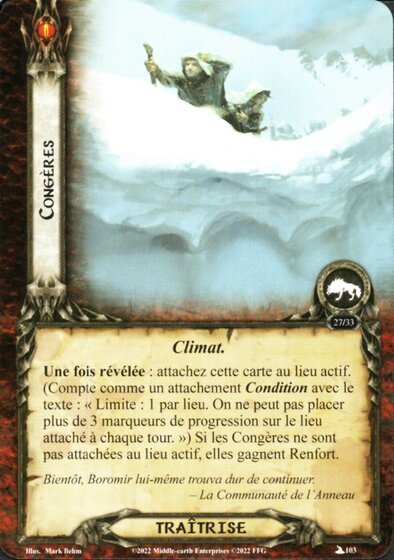 CONGÈRES
27/33
Climat.
Une fois révélée : attachez cette carte au lieu actif.
(Compte comme un attachement Condition avec le
texte : « Limite : 1 par lieu. On ne peut pas placer
plus de 3 marqueurs de progression sur le lieu
attaché à chaque tour. ») Si les Congères ne sont
pas attachées au lieu actif, elles gagnent Renfort.
Bientôt, Boromir lui-même trouva dur de continuer.
– La Communauté de l'Anneau
TRAÎTRISE
Illus. Mark Behm
©2022 Middle-earth Enterprises ©2022 FFG
103